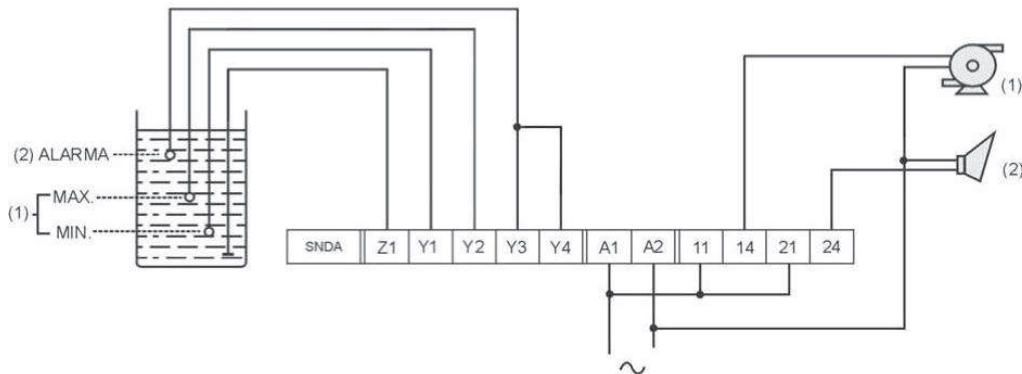 (2) ALARMA
MAX.
(1)
MIN.
SNDA Z1 Y1 Y2 Y3 Y4 A1 A2 11 14 21 24
(1)
(2)